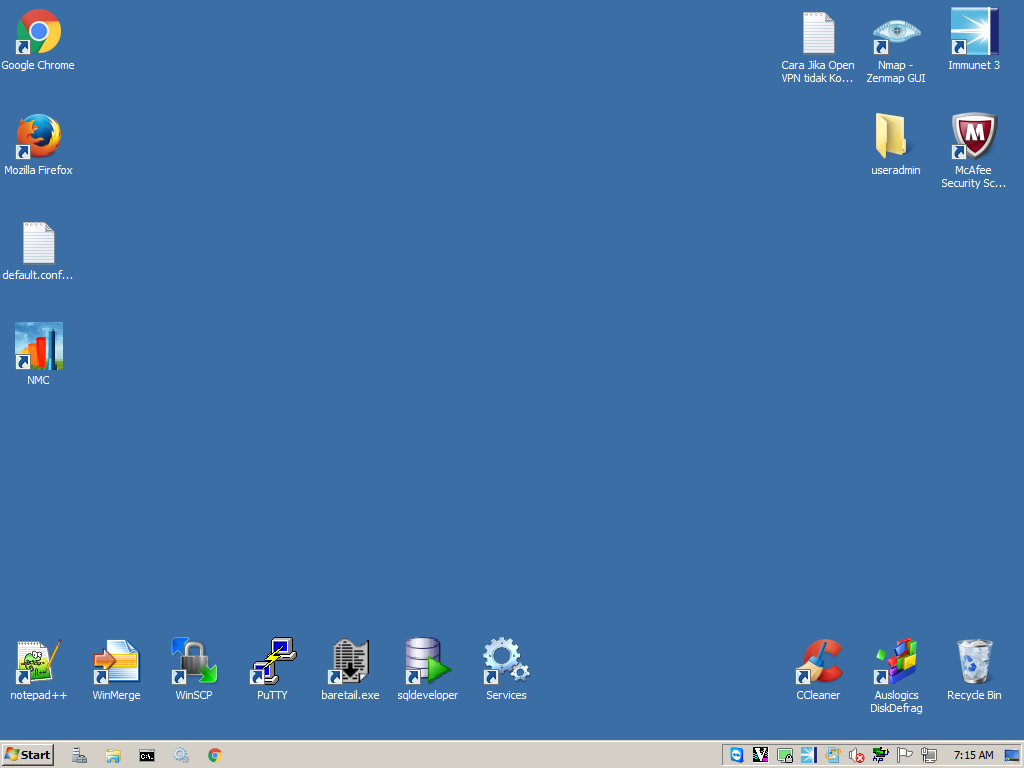 Google Chrome
Cara Jika Open
VPN tidak Ko...
Nmap -
Zenmap GUI
Immunet 3
Mozilla Firefox
useradmin
McAfee
Security Sc...
default.conf...
NMC
notepad++
WinMerge
WinSCP
PuTTY
baretail.exe
sqldeveloper
Services
CCleaner
Auslogics
DiskDefrag
Recycle Bin
Start
7:15 AM